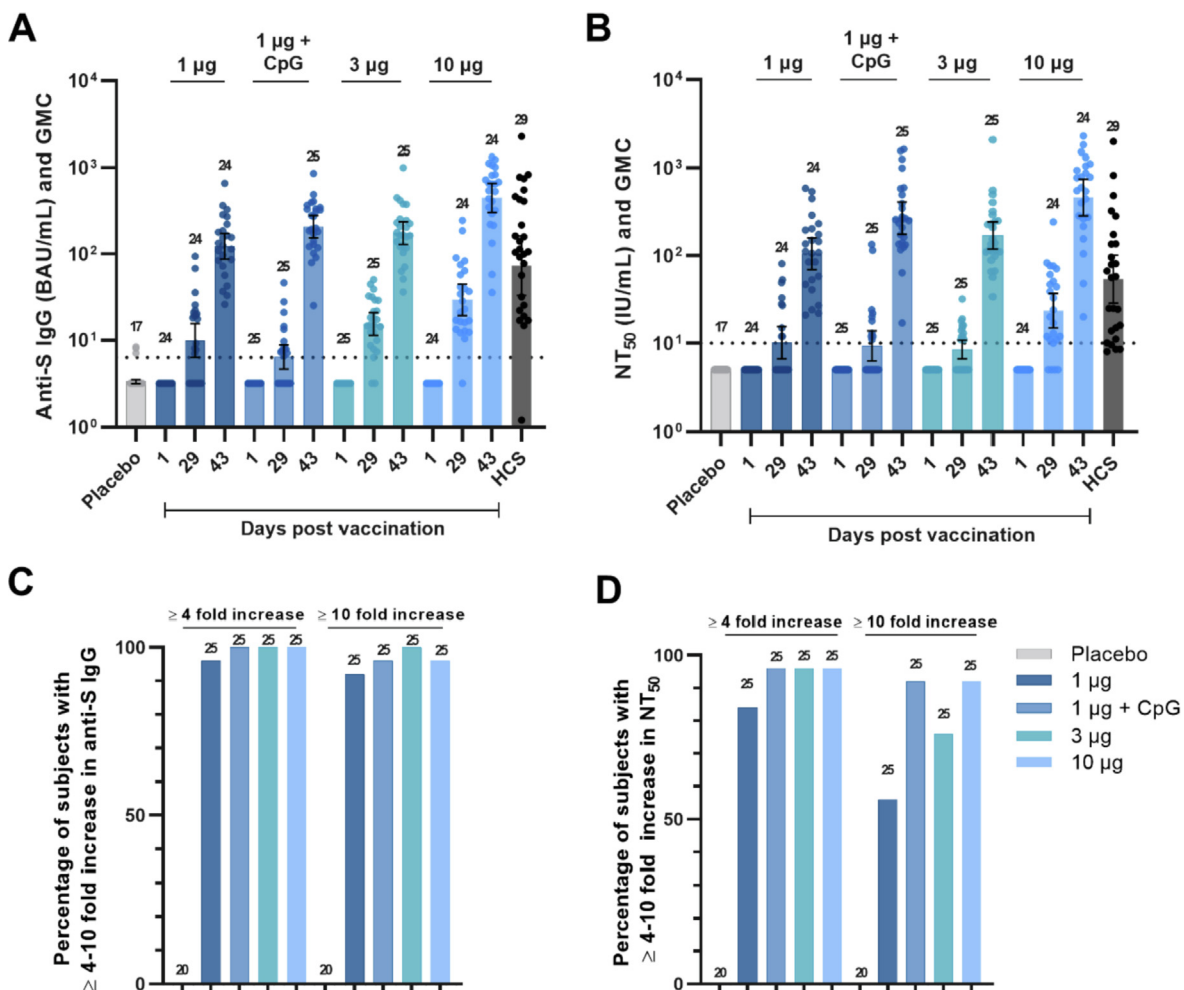 A
1 µg
1 µg +
CpG
3 µg
10 µg
Anti-S IgG (BAU/mL) and GMC
10⁴
10³
10²
10¹
10⁰
17
24
24
24
25
25
25
25
25
25
24
24
24
29
Placebo
1
29
43
1
29
43
1
29
43
1
29
43
HCS
Days post vaccination
B
1 µg
1 µg +
CpG
3 µg
10 µg
NT₅₀ (IU/mL) and GMC
10⁴
10³
10²
10¹
10⁰
17
24
24
24
25
25
25
25
25
25
24
24
24
29
Placebo
1
29
43
1
29
43
1
29
43
1
29
43
HCS
Days post vaccination
C
≥ 4 fold increase
≥ 10 fold increase
Percentage of subjects with
≥ 4-10 fold increase in anti-S IgG
100
50
0
20
25
25
25
25
20
25
25
25
25
D
≥ 4 fold increase
≥ 10 fold increase
Percentage of subjects with
≥ 4-10 fold increase in NT₅₀
100
50
0
20
25
25
25
25
20
25
25
25
25
Placebo
1 µg
1 µg + CpG
3 µg
10 µg